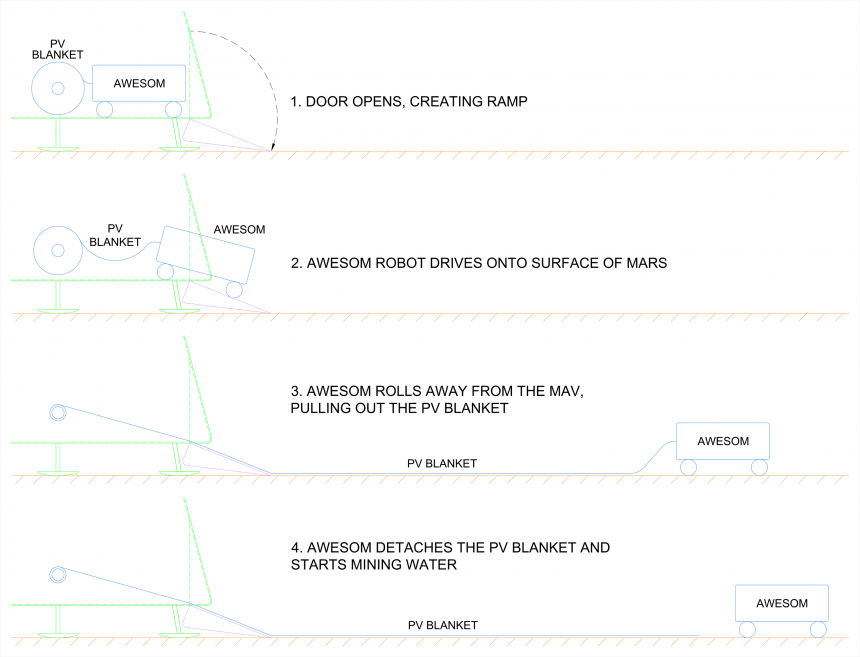 PV
BLANKET
AWESOM
1. DOOR OPENS, CREATING RAMP
PV
BLANKET
AWESOM
2. AWESOM ROBOT DRIVES ONTO SURFACE OF MARS
3. AWESOM ROLLS AWAY FROM THE MAV,
PULLING OUT THE PV BLANKET
PV BLANKET
AWESOM
4. AWESOM DETACHES THE PV BLANKET AND
STARTS MINING WATER
PV BLANKET
AWESOM